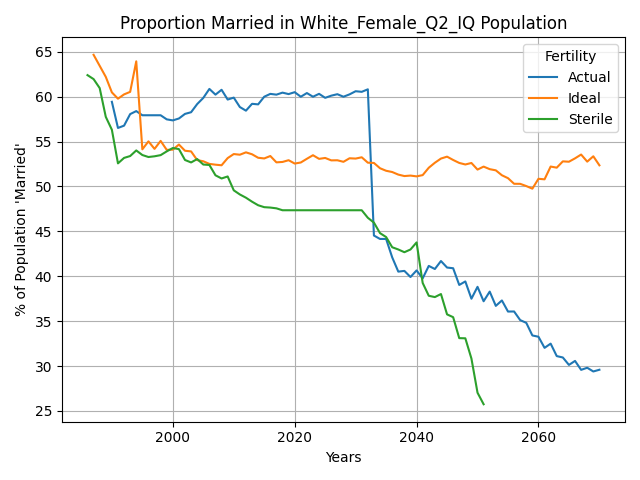 Proportion Married in White_Female_Q2_IQ Population
% of Population 'Married'
65
60
55
50
45
40
35
30
25
2000
2020
2040
2060
Years
Fertility
Actual
Ideal
Sterile